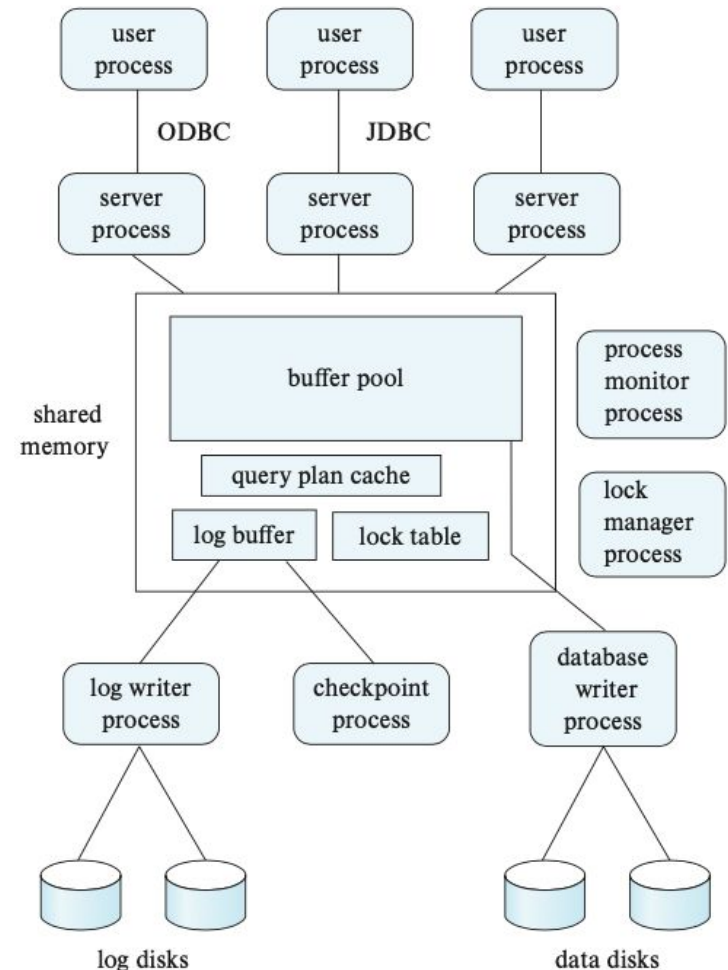 user
process
user
process
user
process
ODBC
JDBC
server
process
server
process
server
process
shared
memory
buffer pool
query plan cache
log buffer
lock table
process
monitor
process
lock
manager
process
log writer
process
checkpoint
process
database
writer
process
log disks
data disks